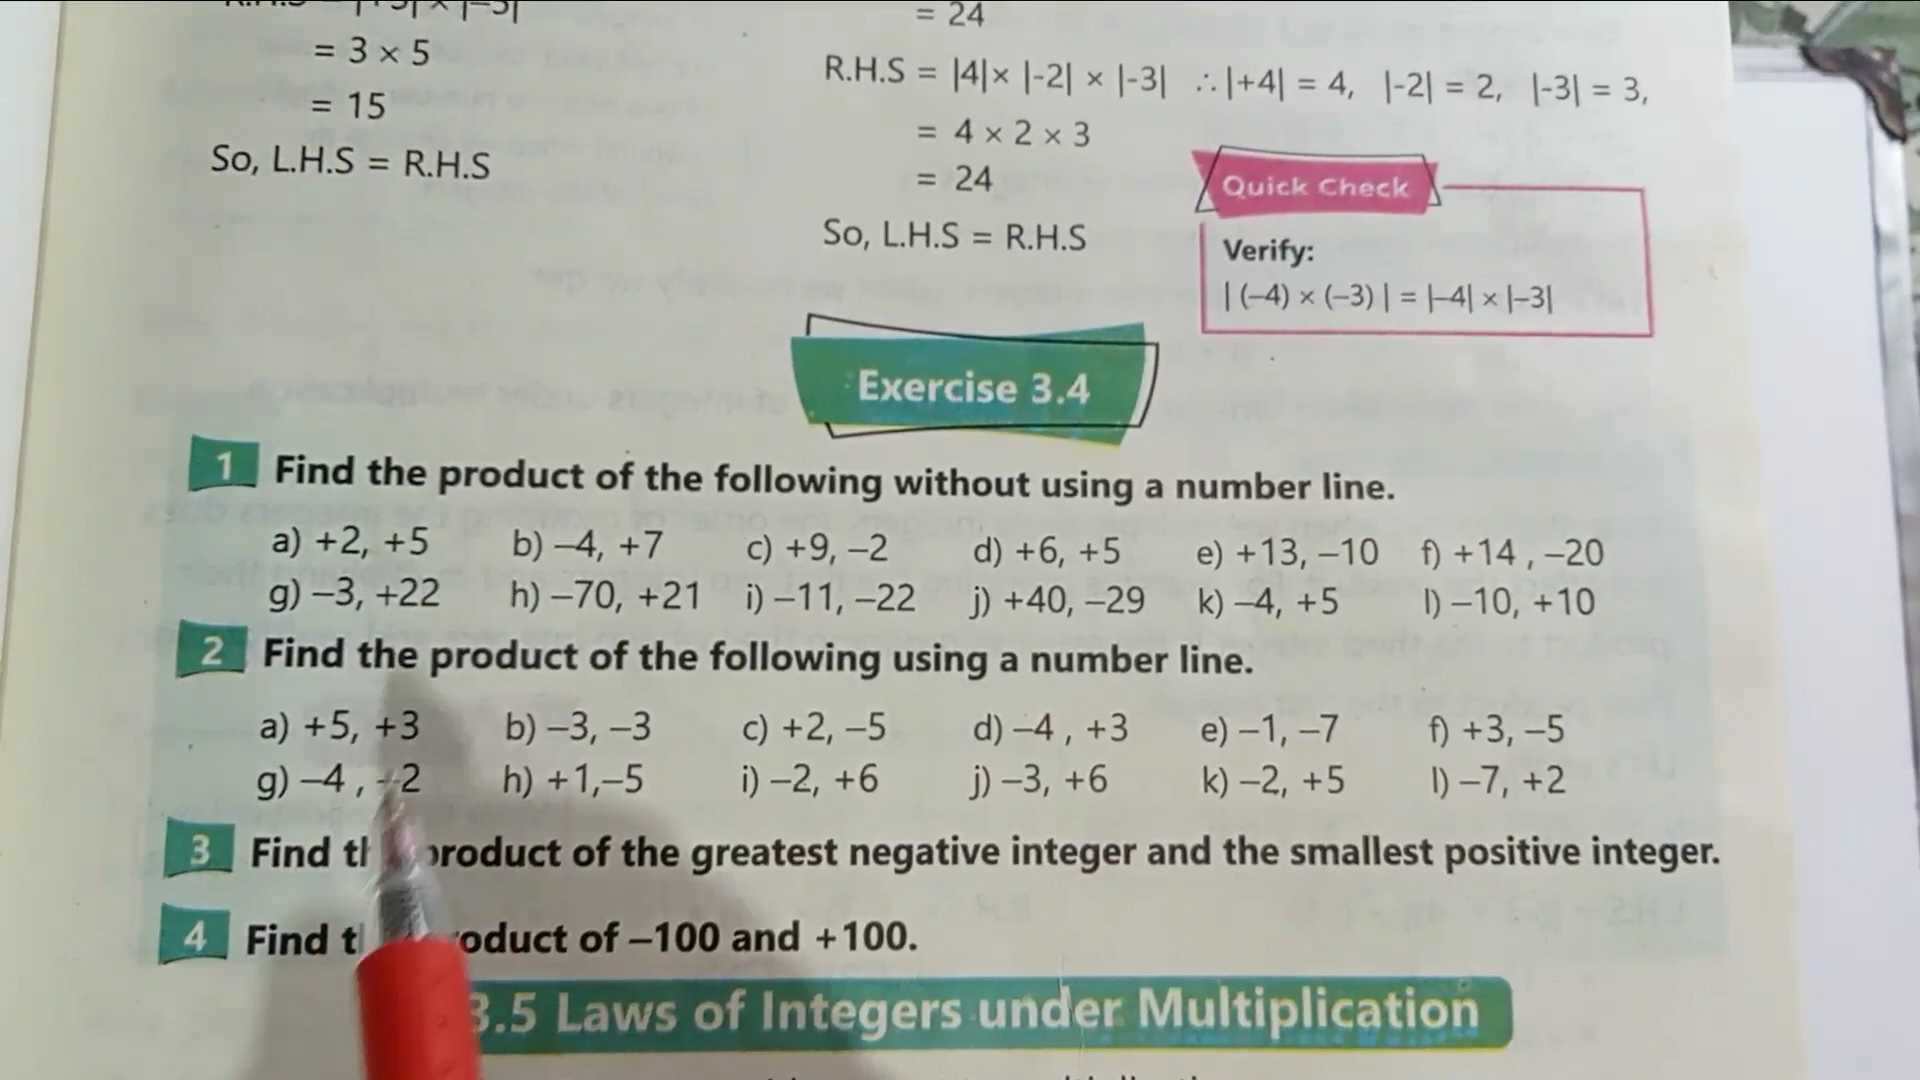 = 3 × 5
= 15
So, L.H.S = R.H.S
= 24
R.H.S = |4|× |-2| × |-3| ∴ |+4| = 4, |-2| = 2, |-3| = 3,
= 4 × 2 × 3
= 24
So, L.H.S = R.H.S
Quick Check
Verify:
| (–4) × (–3) | = |–4| × |–3|
Exercise 3.4
1 Find the product of the following without using a number line.
a) +2, +5 b) –4, +7 c) +9, –2 d) +6, +5 e) +13, –10 f) +14 , –20
g) –3, +22 h) –70, +21 i) –11, –22 j) +40, –29 k) –4, +5 l) –10, +10
2 Find the product of the following using a number line.
a) +5, +3 b) –3, –3 c) +2, –5 d) –4 , +3 e) –1, –7 f) +3, –5
g) –4 , 2 h) +1,–5 i) –2, +6 j) –3, +6 k) –2, +5 l) –7, +2
3 Find product of the greatest negative integer and the smallest positive integer.
4 Find product of –100 and +100.
3.5 Laws of Integers under Multiplication